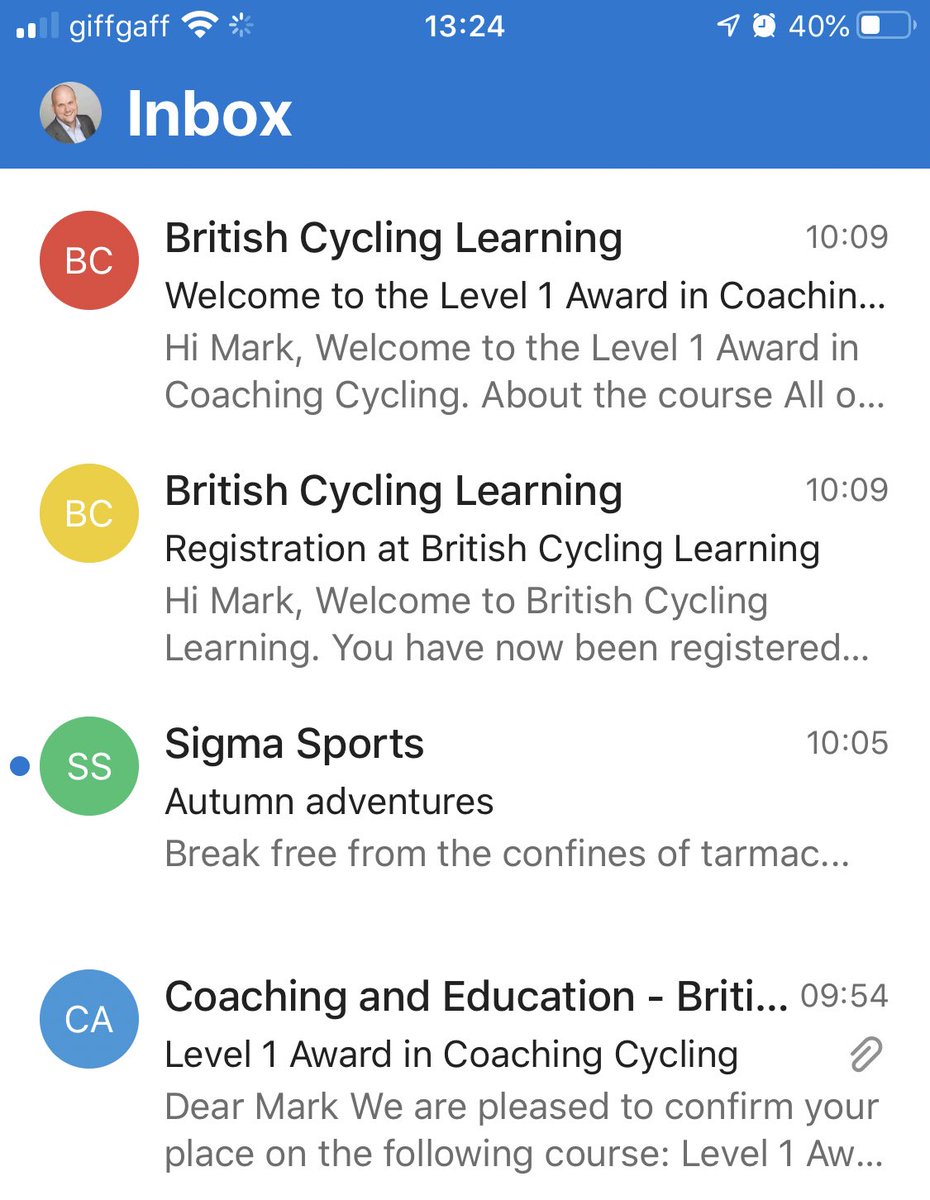 giffgaff 13:24 40%
Inbox
BC British Cycling Learning 10:09
Welcome to the Level 1 Award in Coachin...
Hi Mark, Welcome to the Level 1 Award in
Coaching Cycling. About the course All o...
BC British Cycling Learning 10:09
Registration at British Cycling Learning
Hi Mark, Welcome to British Cycling
Learning. You have now been registered...
SS Sigma Sports 10:05
Autumn adventures
Break free from the confines of tarmac...
CA Coaching and Education - Briti... 09:54
Level 1 Award in Coaching Cycling
Dear Mark We are pleased to confirm your
place on the following course: Level 1 Aw...